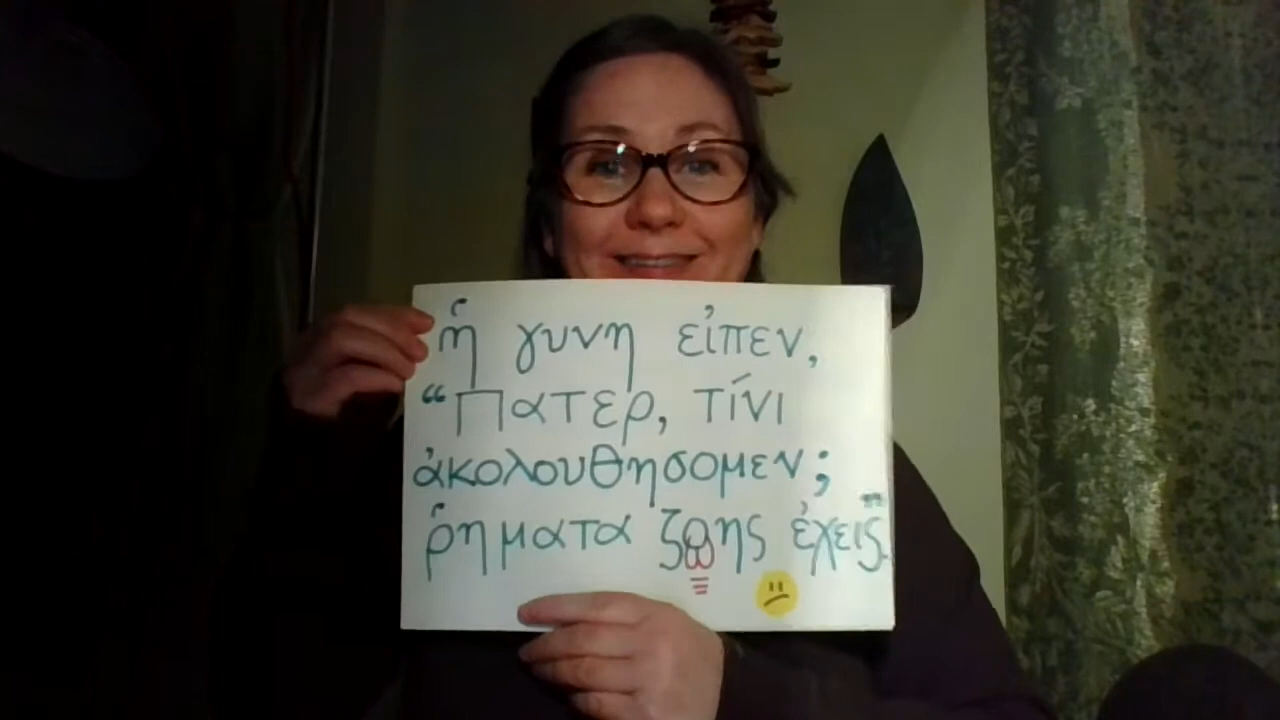 ἡ γυνη εἰπεν,
“Πατερ, τίνι
ἀκολουθησομεν;
ῥηματα ζωης ἐχεις.”